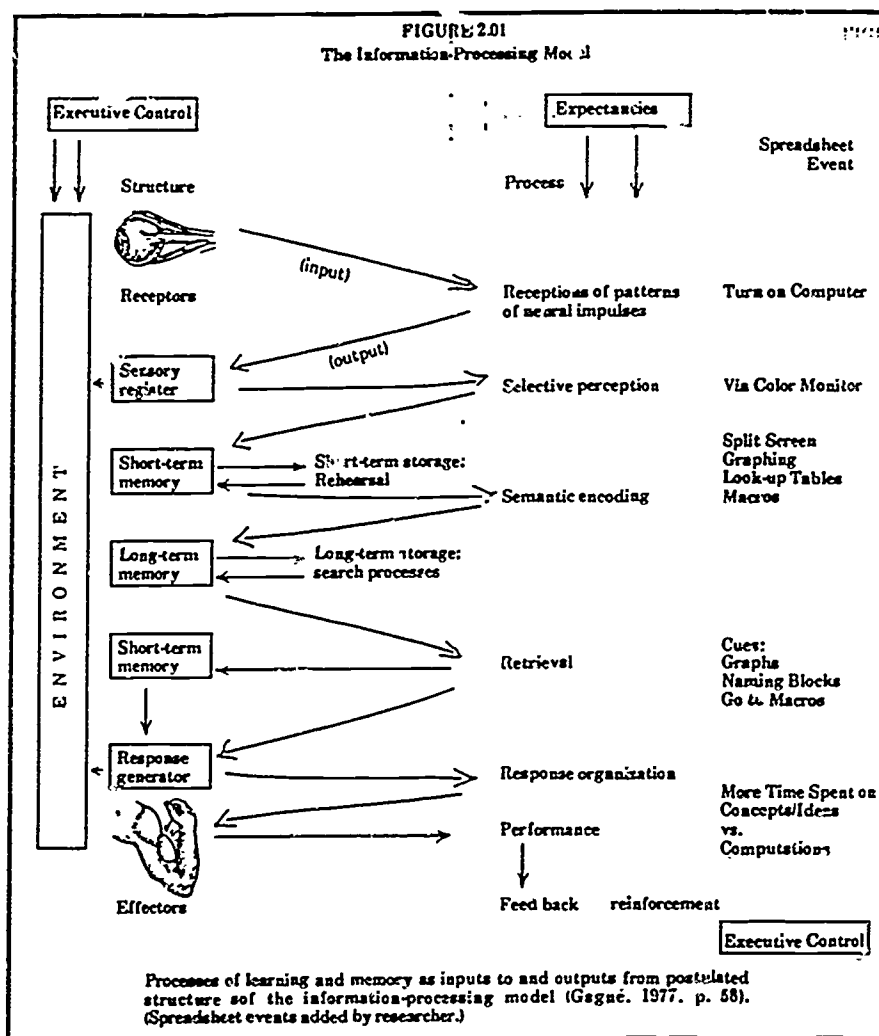 FIGURE 2.01
The Information-Processing Model
Executive Control
Expectancies
Spreadsheet
Event
Structure
Process
(input)
Receptors
Receptions of patterns
of neural impulses
Turn on Computer
(output)
Sensory
register
Selective perception
Via Color Monitor
Short-term
memory
Short-term storage:
Rehearsal
Semantic encoding
Split Screen
Graphing
Look-up Tables
Macros
Long-term
memory
Long-term storage:
search processes
ENVIRONMENT
Short-term
memory
Retrieval
Cues:
Graphs
Naming Blocks
Go to Macros
Response
generator
Response organization
More Time Spent on
Concepts/Ideas
vs.
Computations
Performance
Effectors
Feed back reinforcement
Executive Control
Processes of learning and memory as inputs to and outputs from postulated
structure sof the information-processing model (Gagné, 1977, p. 58).
(Spreadsheet events added by researcher.)